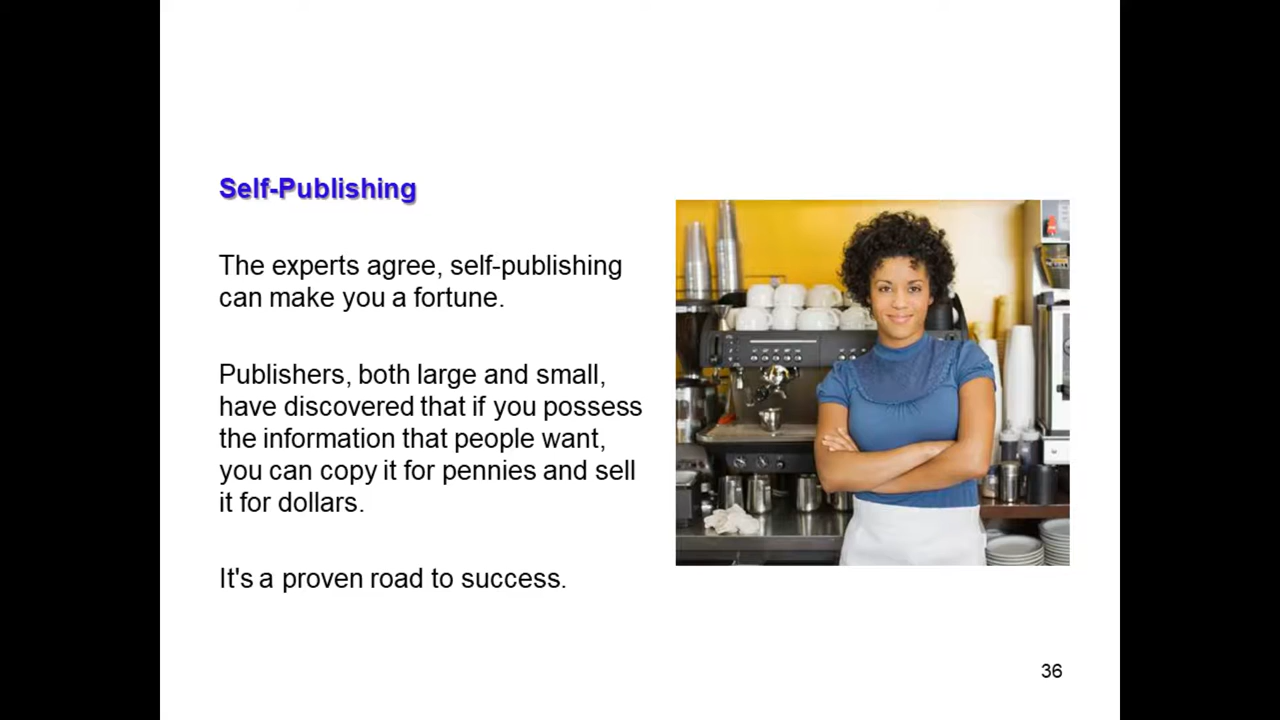 Self-Publishing
The experts agree, self-publishing
can make you a fortune.
Publishers, both large and small,
have discovered that if you possess
the information that people want,
you can copy it for pennies and sell
it for dollars.
It's a proven road to success.
36